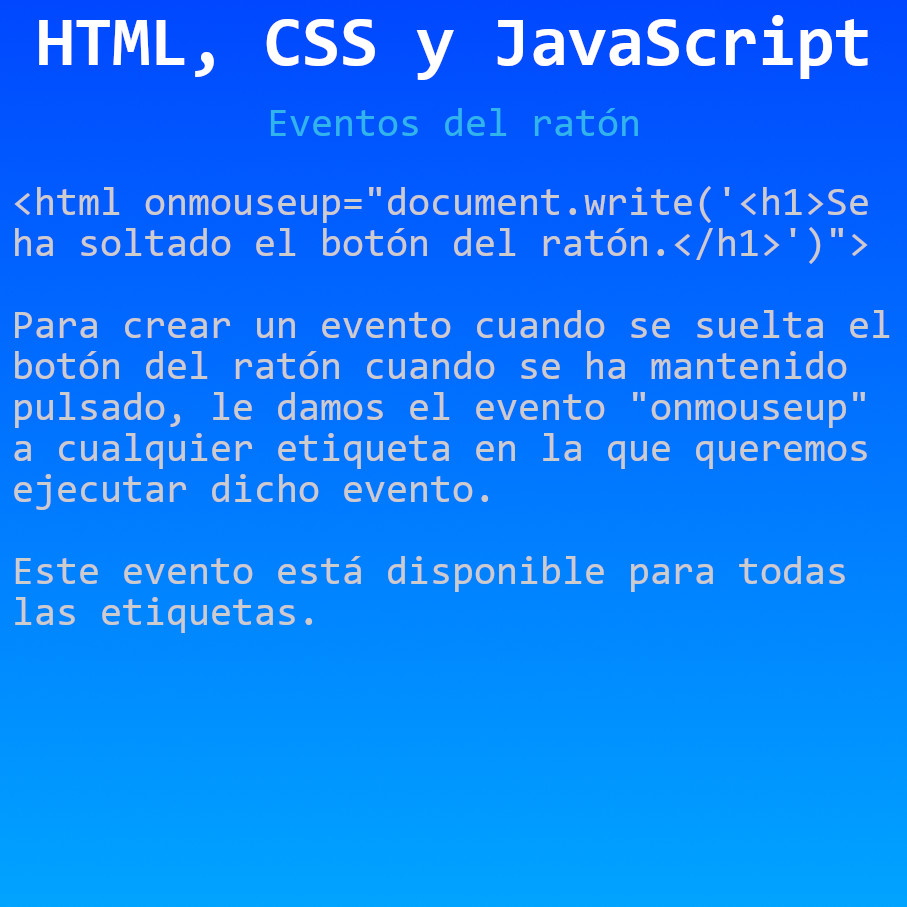 HTML, CSS y JavaScript
Eventos del ratón
<html onmouseup="document.write('<h1>Se
ha soltado el botón del ratón.</h1>')">
Para crear un evento cuando se suelta el
botón del ratón cuando se ha mantenido
pulsado, le damos el evento "onmouseup"
a cualquier etiqueta en la que queremos
ejecutar dicho evento.
Este evento está disponible para todas
las etiquetas.